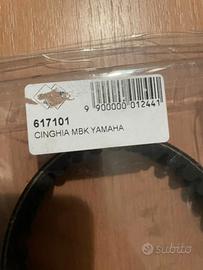 9 900000 012441
617101
CINGHIA MBK YAMAHA
subito